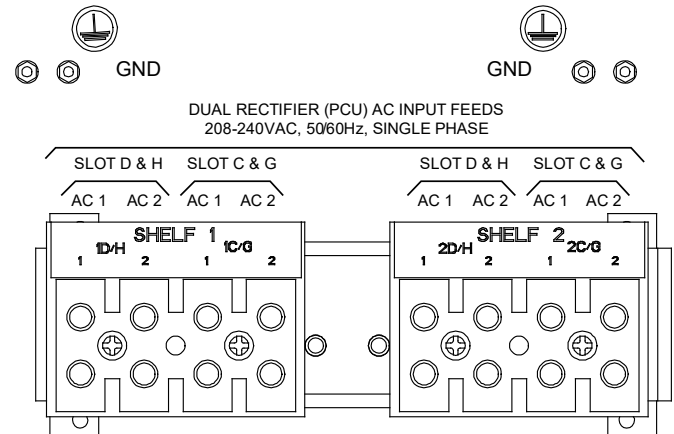 GND GND
DUAL RECTIFIER (PCU) AC INPUT FEEDS
208-240VAC, 50/60Hz, SINGLE PHASE
SLOT D & H SLOT C & G SLOT D & H SLOT C & G
AC 1 AC 2 AC 1 AC 2 AC 1 AC 2 AC 1 AC 2
SHELF 1 SHELF 2
1D/H 1C/G 2D/H 2C/G
1 2 1 2 1 2 1 2